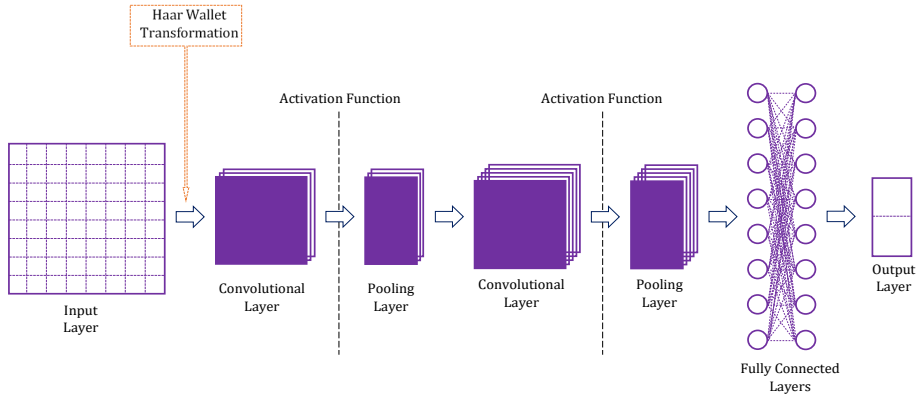 Haar Wallet
Transformation
Activation Function
Activation Function
Input
Layer
Convolutional
Layer
Pooling
Layer
Convolutional
Layer
Pooling
Layer
Fully Connected
Layers
Output
Layer